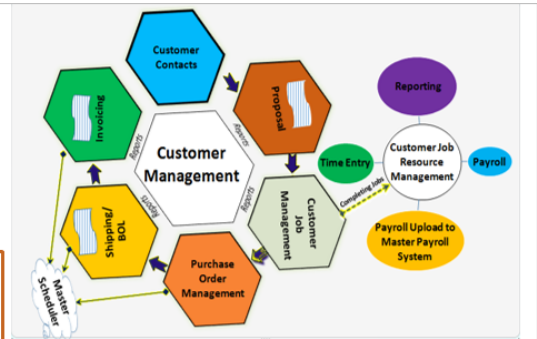 Customer
Contacts
Proposal
Reports
Invoicing
Reports
Customer
Management
Customer
Job
Management
Reports
Shipping/
BOL
Reports
Purchase
Order
Management
Master
Scheduler
Completing Jobs
Reporting
Time Entry
Customer Job
Resource
Management
Payroll
Payroll Upload to
Master Payroll
System